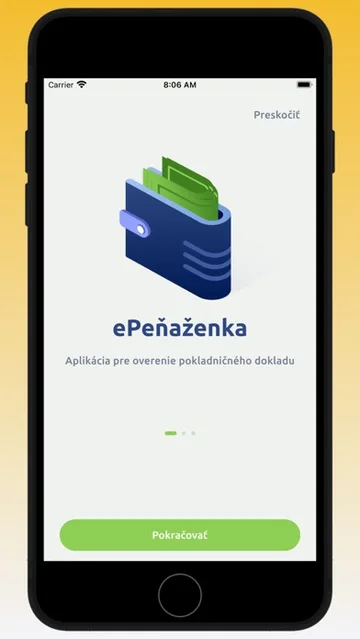 Carrier 8:06 AM
Preskočiť
ePeňaženka
Aplikácia pre overenie pokladničného dokladu
Pokračovať